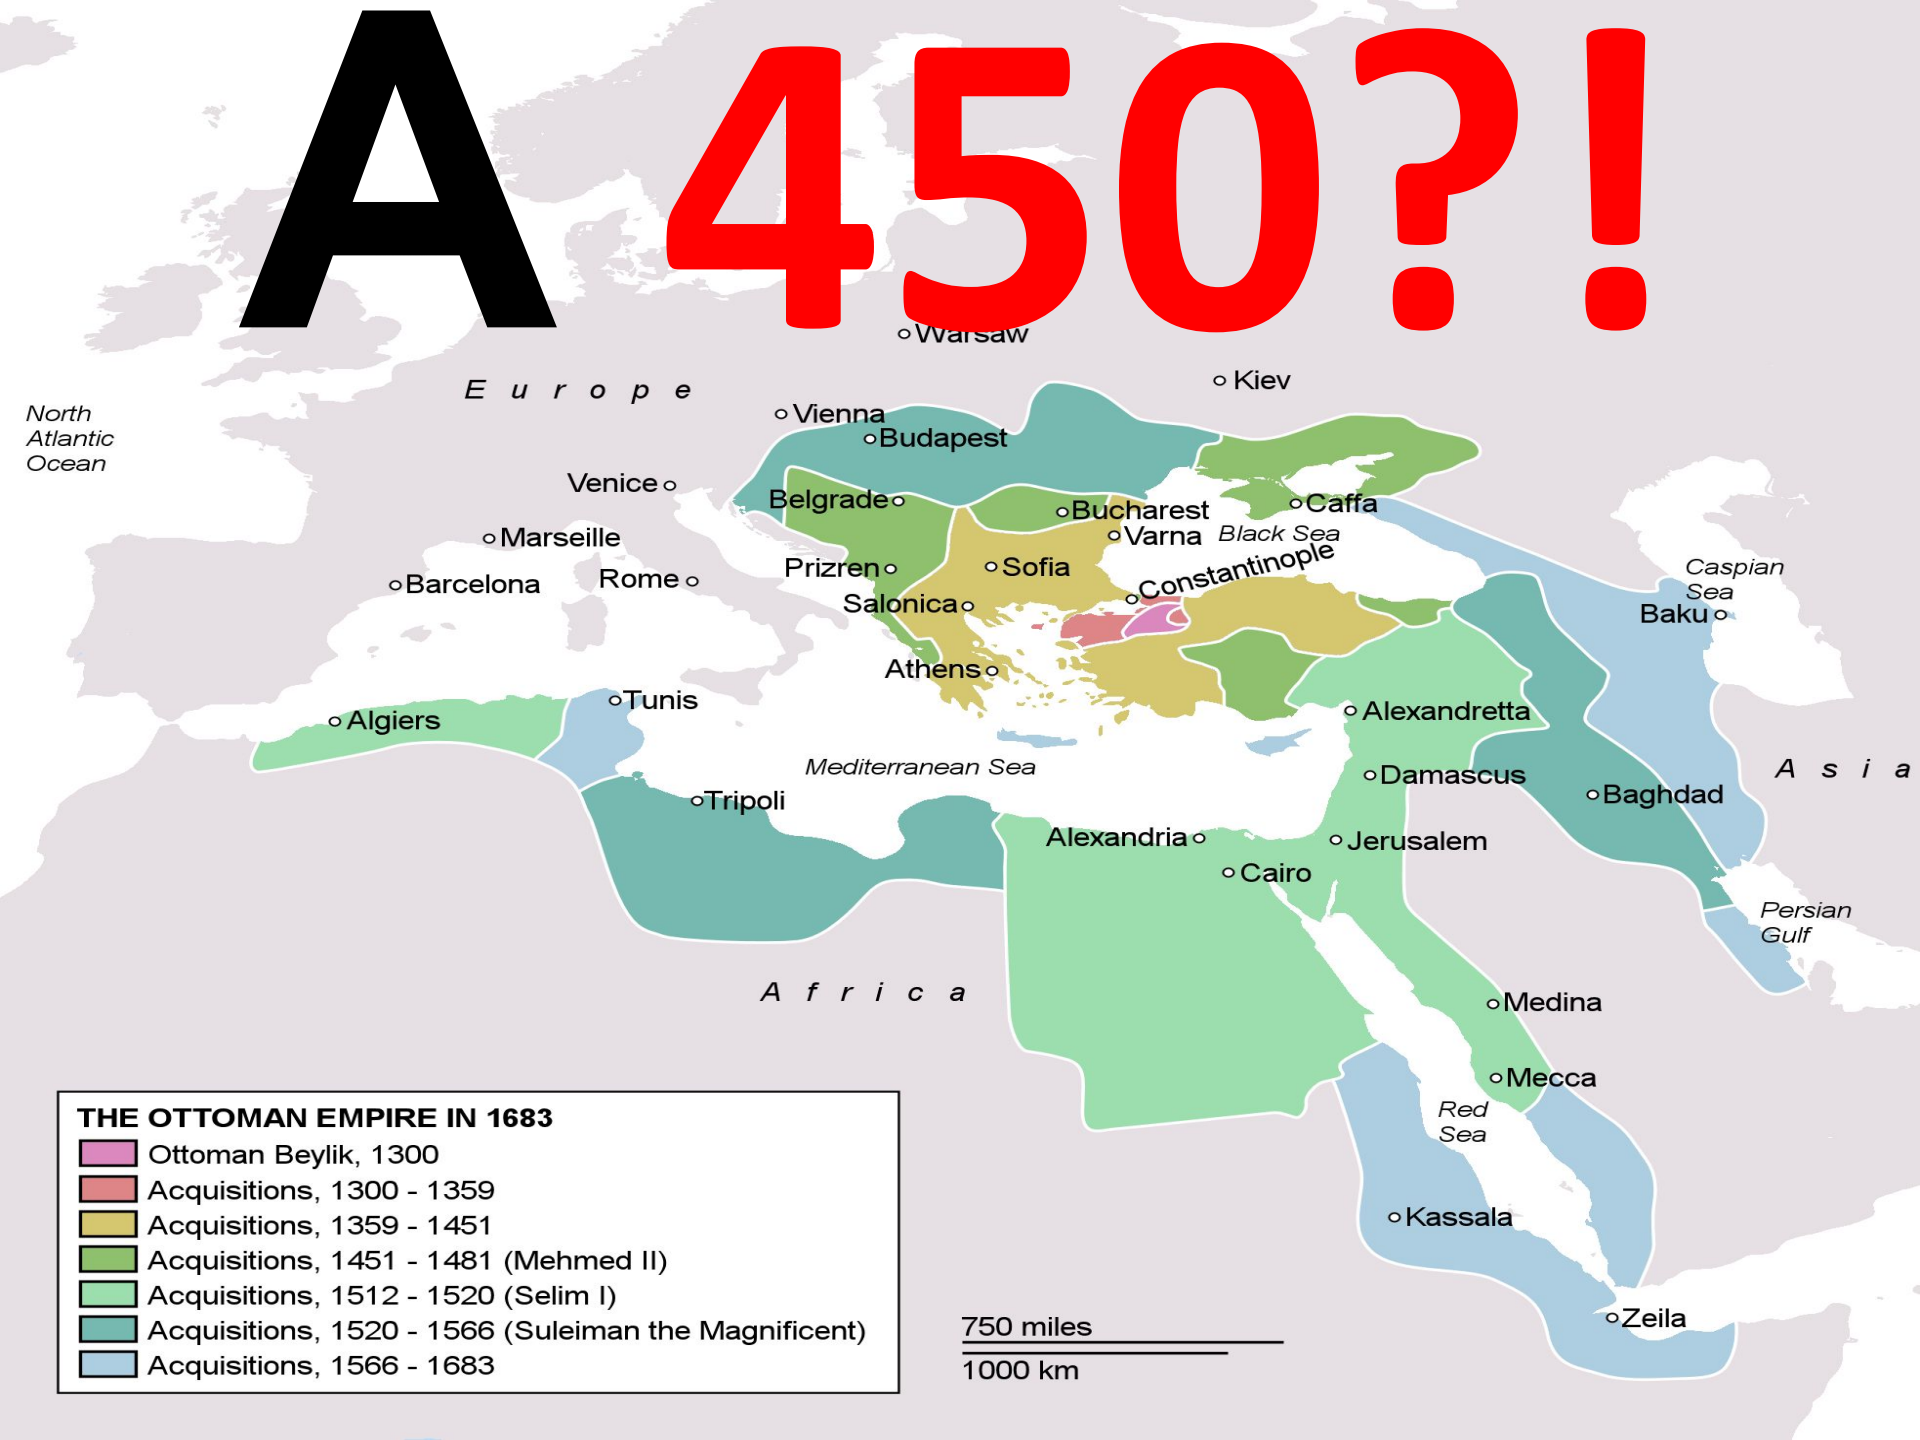 A 450?!
Warsaw
Kiev
Europe
North
Atlantic
Ocean
Vienna
Budapest
Venice
Belgrade
Bucharest
Caffa
Black Sea
Marseille
Varna
Constantinople
Prizren
Sofia
Caspian
Sea
Barcelona
Rome
Salonica
Baku
Athens
Tunis
Algiers
Alexandretta
Mediterranean Sea
Damascus
Asia
Tripoli
Baghdad
Alexandria
Jerusalem
Cairo
Persian
Gulf
Africa
Medina
Mecca
Red
Sea
Kassala
Zeila
THE OTTOMAN EMPIRE IN 1683
Ottoman Beylik, 1300
Acquisitions, 1300 - 1359
Acquisitions, 1359 - 1451
Acquisitions, 1451 - 1481 (Mehmed II)
Acquisitions, 1512 - 1520 (Selim I)
Acquisitions, 1520 - 1566 (Suleiman the Magnificent)
Acquisitions, 1566 - 1683
750 miles
1000 km